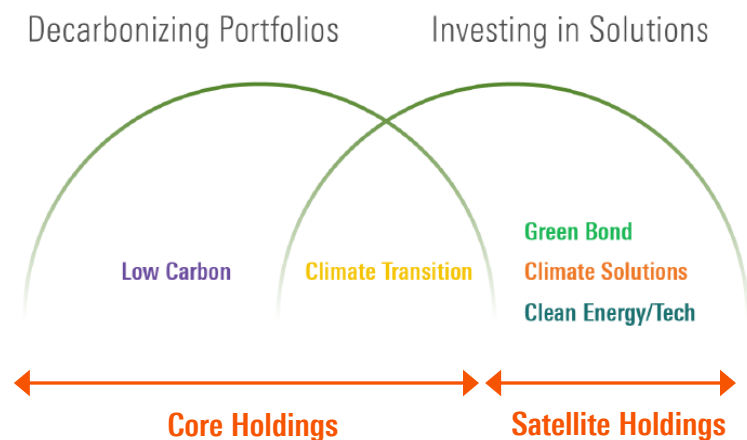 Decarbonizing Portfolios
Investing in Solutions
Low Carbon
Climate Transition
Green Bond
Climate Solutions
Clean Energy/Tech
Core Holdings
Satellite Holdings